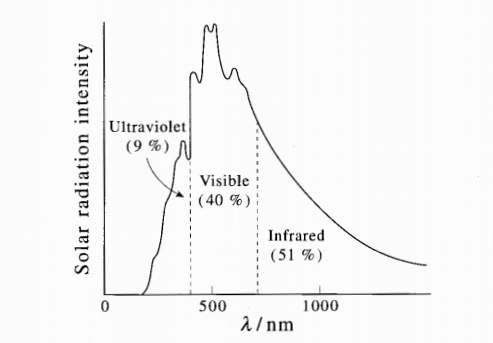 Solar radiation intensity
Ultraviolet
(9 %)
Visible
(40 %)
Infrared
(51 %)
0
500
1000
λ / nm